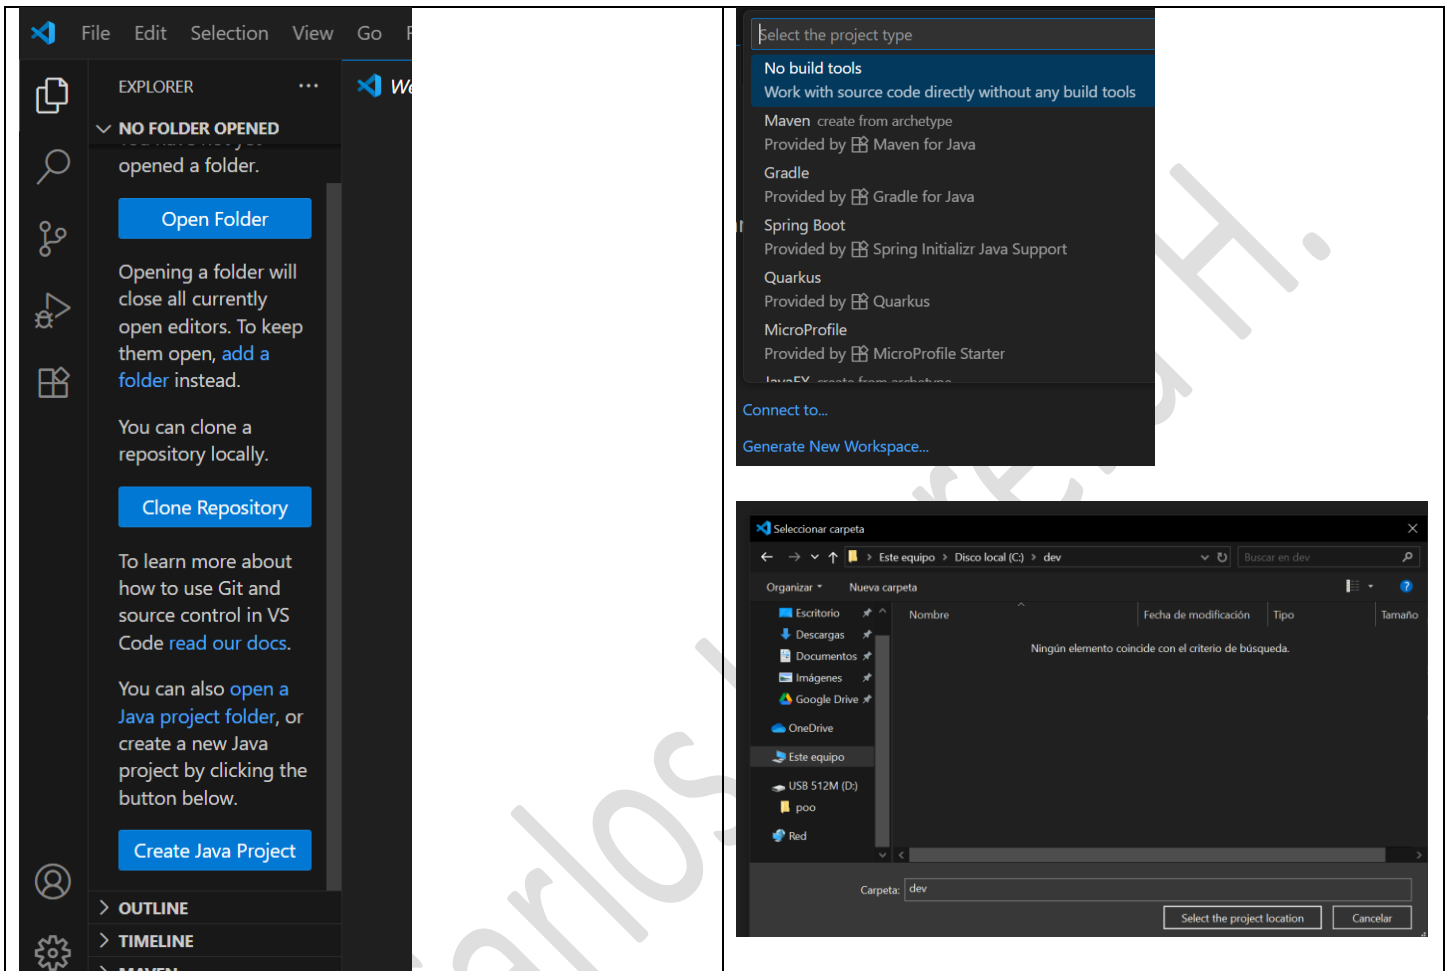 File Edit Selection View Go
EXPLORER
NO FOLDER OPENED
opened a folder.
Open Folder
Opening a folder will
close all currently
open editors. To keep
them open, add a
folder instead.
You can clone a
repository locally.
Clone Repository
To learn more about
how to use Git and
source control in VS
Code read our docs.
You can also open a
Java project folder, or
create a new Java
project by clicking the
button below.
Create Java Project
OUTLINE
TIMELINE
MAVEN
Select the project type
No build tools
Work with source code directly without any build tools
Maven create from archetype
Provided by Maven for Java
Gradle
Provided by Gradle for Java
Spring Boot
Provided by Spring Initializr Java Support
Quarkus
Provided by Quarkus
MicroProfile
Provided by MicroProfile Starter
JavaFX create from archetype
Connect to...
Generate New Workspace...
Seleccionar carpeta
Este equipo > Disco local (C:) > dev
Buscar en dev
Organizar Nueva carpeta
Nombre Fecha de modificación Tipo Tamaño
Ningún elemento coincide con el criterio de búsqueda.
Escritorio
Descargas
Documentos
Imágenes
Google Drive
OneDrive
Este equipo
USB 512M (D:)
poo
Red
Carpeta: dev
Select the project location Cancelar